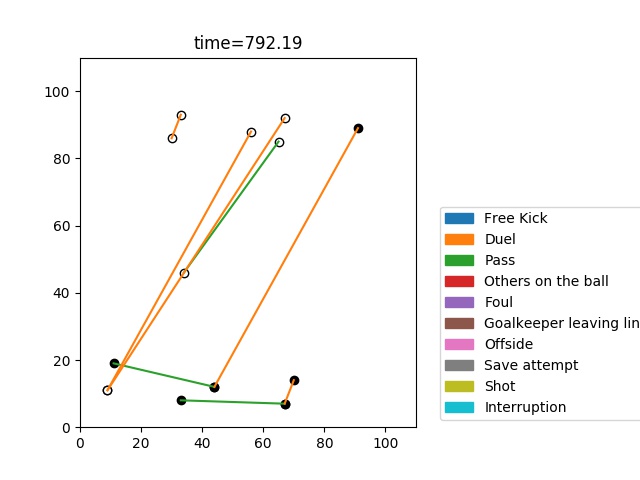 time=792.19
100
80
60
40
20
0
0 20 40 60 80 100
Free Kick
Duel
Pass
Others on the ball
Foul
Goalkeeper leaving lin
Offside
Save attempt
Shot
Interruption